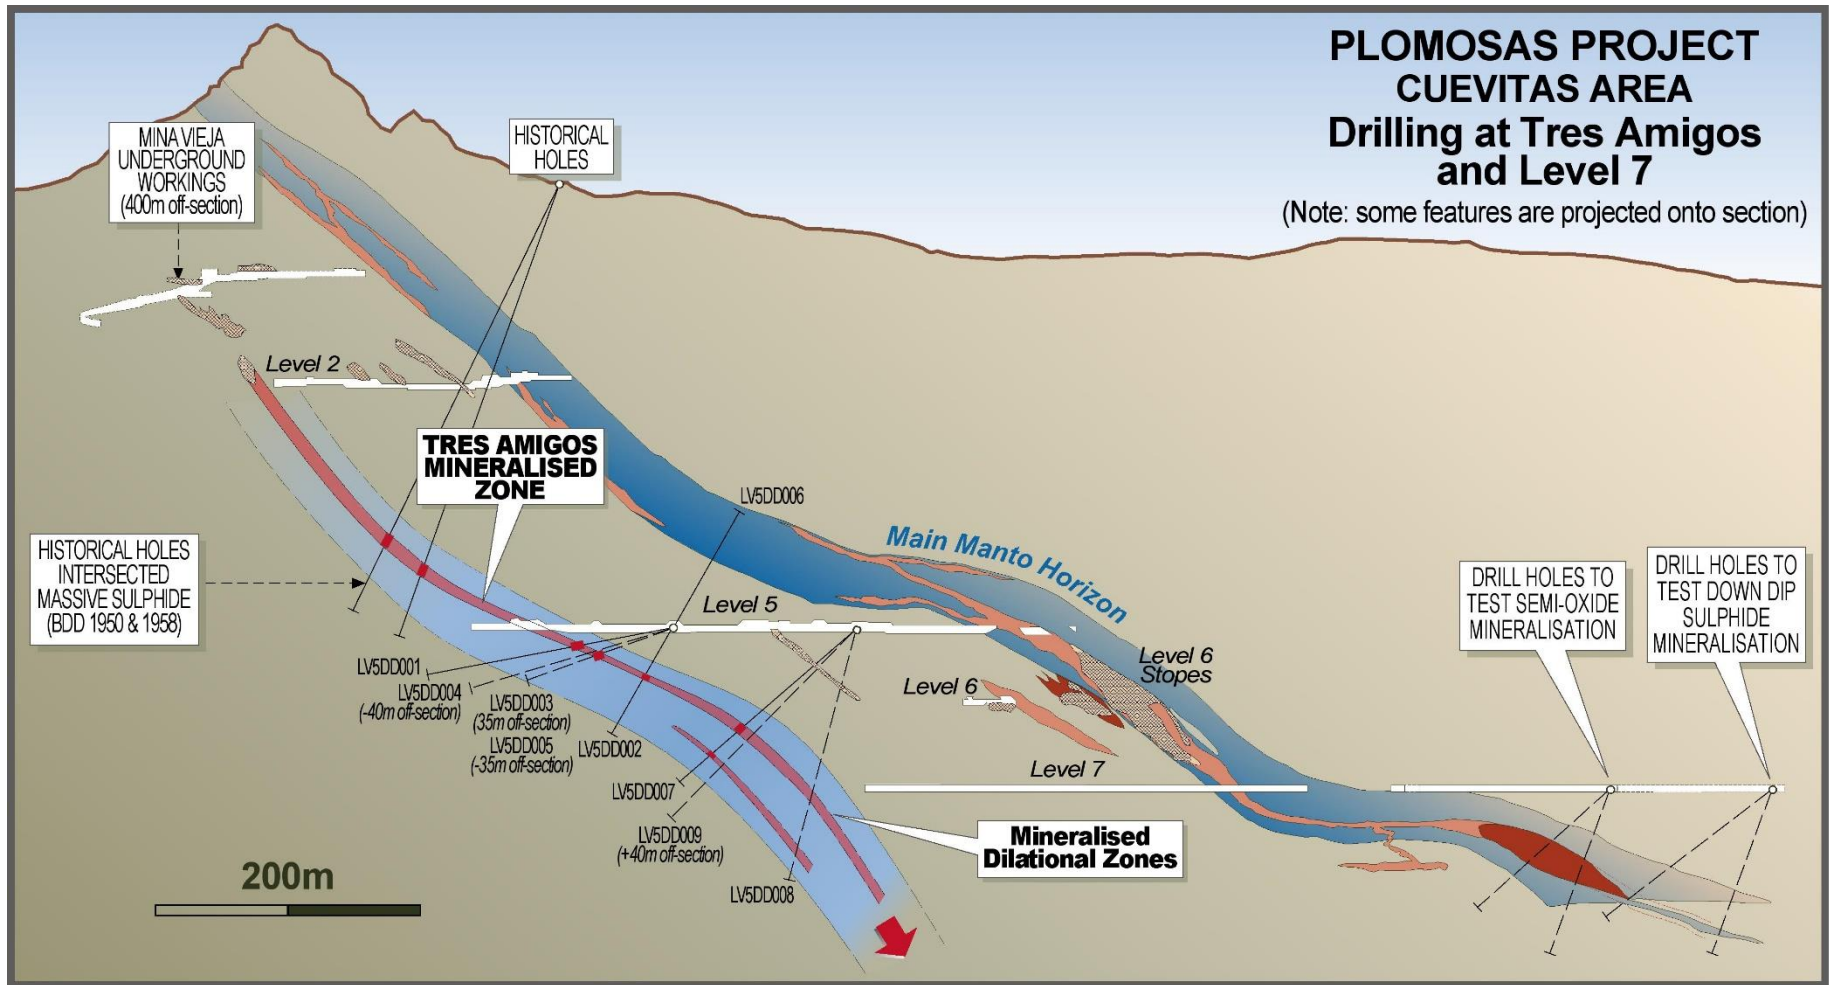 PLOMOSAS PROJECT
CUEVITAS AREA
Drilling at Tres Amigos
and Level 7
(Note: some features are projected onto section)
MINA VIEJA
UNDERGROUND
WORKINGS
(400m off-section)
HISTORICAL
HOLES
Level 2
TRES AMIGOS
MINERALISED
ZONE
LV5DD006
Main Manto Horizon
HISTORICAL HOLES
INTERSECTED
MASSIVE SULPHIDE
(BDD 1950 & 1958)
DRILL HOLES TO
TEST SEMI-OXIDE
MINERALISATION
DRILL HOLES TO
TEST DOWN DIP
SULPHIDE
MINERALISATION
Level 5
Level 6
Stopes
Level 6
LV5DD001
LV5DD004
(-40m off-section)
LV5DD003
(35m off-section)
LV5DD005
(-35m off-section)
LV5DD002
Level 7
LV5DD007
LV5DD009
(+40m off-section)
LV5DD008
Mineralised
Dilational Zones
200m